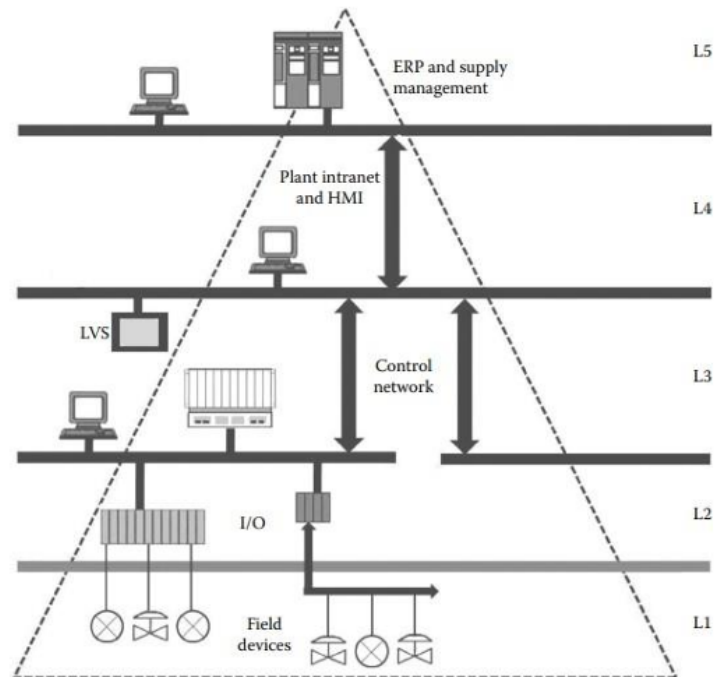 L5
ERP and supply
management
Plant intranet
and HMI
L4
LVS
Control
network
L3
I/O
L2
Field
devices
L1